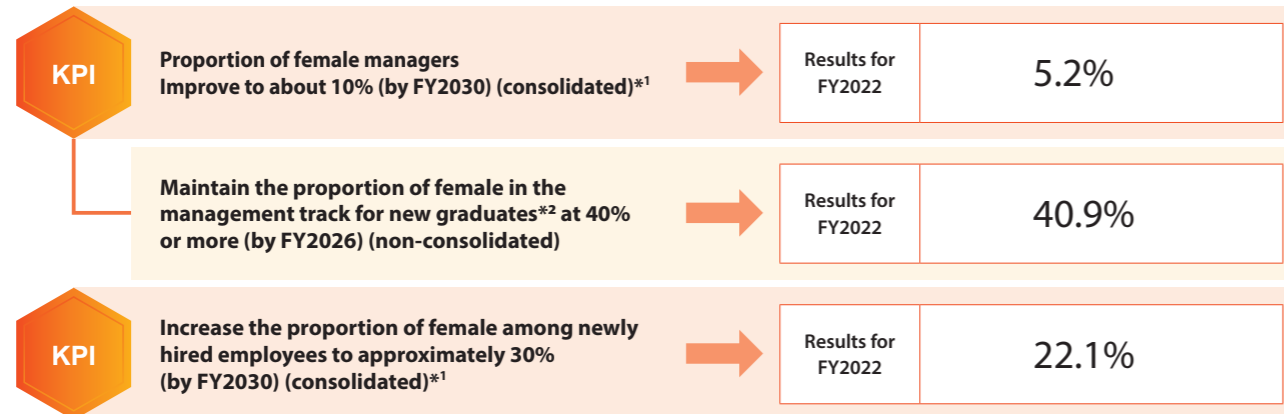 KPI
Proportion of female managers
Improve to about 10% (by FY2030) (consolidated)*1
Results for
FY2022
5.2%
Maintain the proportion of female in the
management track for new graduates*2 at 40%
or more (by FY2026) (non-consolidated)
Results for
FY2022
40.9%
KPI
Increase the proportion of female among newly
hired employees to approximately 30%
(by FY2030) (consolidated)*1
Results for
FY2022
22.1%